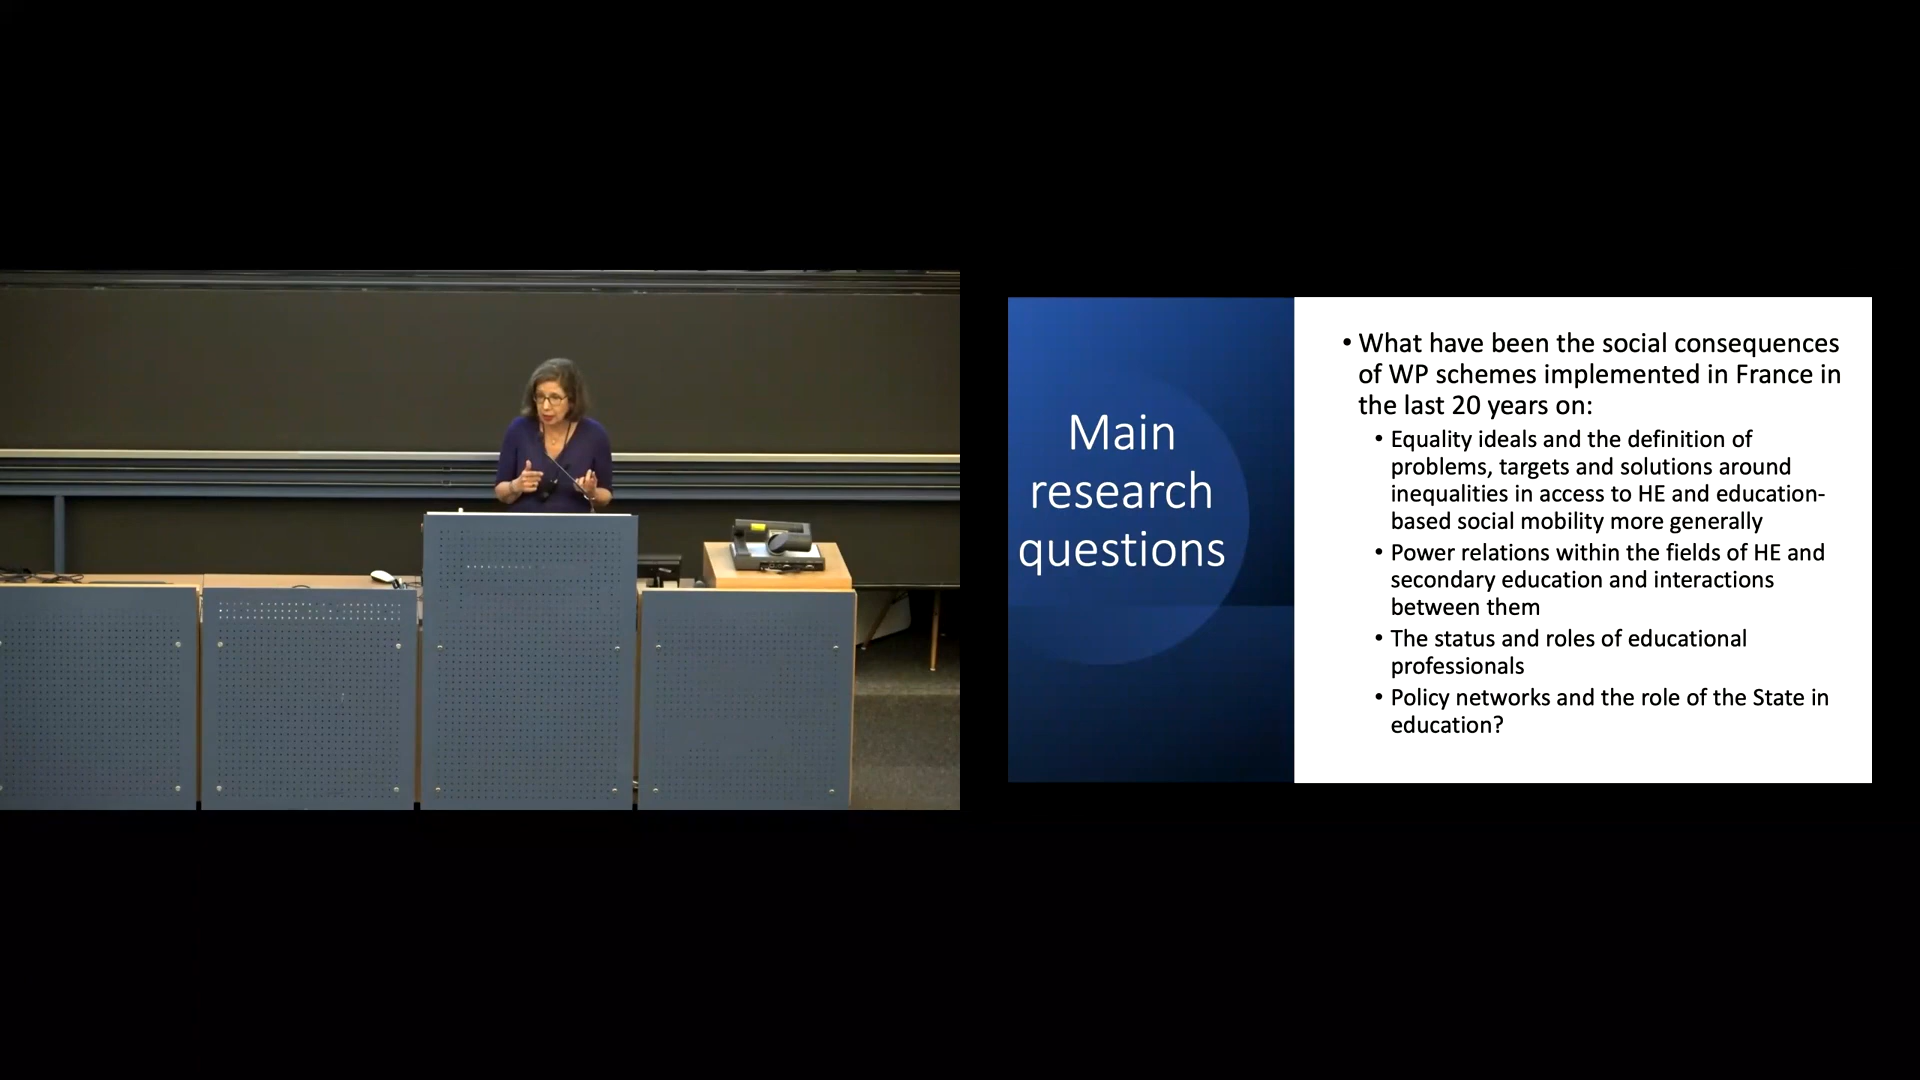 Main
research
questions
• What have been the social consequences
of WP schemes implemented in France in
the last 20 years on:
• Equality ideals and the definition of
problems, targets and solutions around
inequalities in access to HE and education-
based social mobility more generally
• Power relations within the fields of HE and
secondary education and interactions
between them
• The status and roles of educational
professionals
• Policy networks and the role of the State in
education?